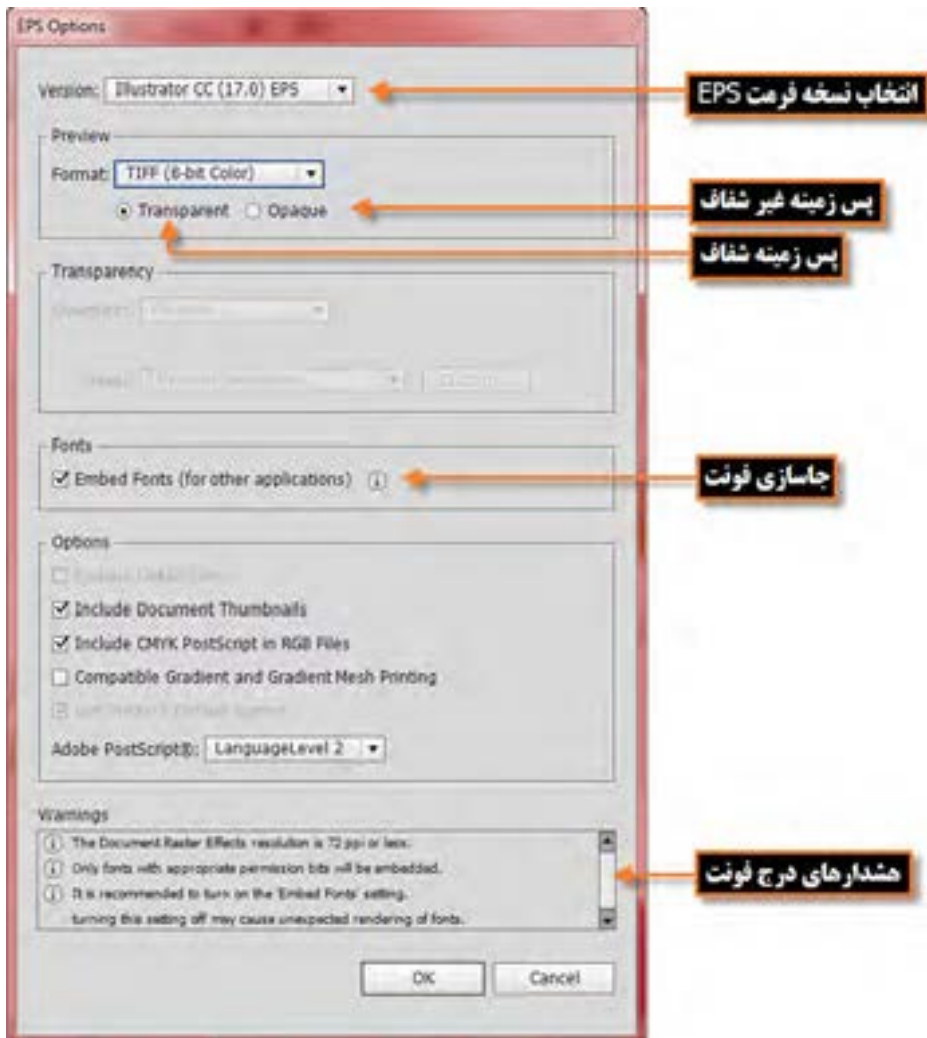 EPS Options
Version: Illustrator CC (17.0) EPS
انتخاب نسخه فرمت EPS
Preview
Format: TIFF (8-bit Color)
Transparent Opaque
پس زمینه غیر شفاف
پس زمینه شفاف
Transparency
Fonts
Embed Fonts (for other applications)
جاسازی فونت
Options
Include Document Thumbnails
Include CMYK PostScript in RGB Files
Compatible Gradient and Gradient Mesh Printing
Adobe PostScript®: LanguageLevel 2
Warnings
The Document Raster Effects resolution is 72 ppi or less.
Only fonts with appropriate permission bits will be embedded.
It is recommended to turn on the 'Embed Fonts' setting.
turning this setting off may cause unexpected rendering of fonts.
هشدارهای درج فونت
OK Cancel